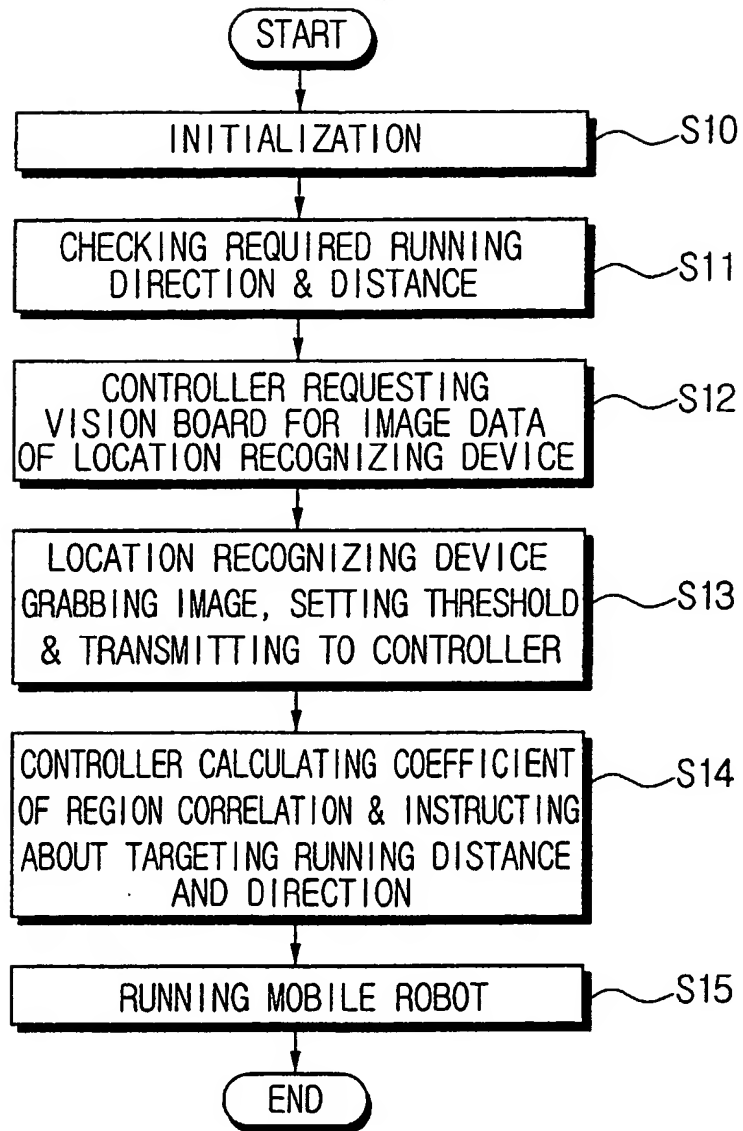 START
INITIALIZATION
S10
CHECKING REQUIRED RUNNING
DIRECTION & DISTANCE
S11
CONTROLLER REQUESTING
VISION BOARD FOR IMAGE DATA
OF LOCATION RECOGNIZING DEVICE
S12
LOCATION RECOGNIZING DEVICE
GRABBING IMAGE, SETTING THRESHOLD
& TRANSMITTING TO CONTROLLER
S13
CONTROLLER CALCULATING COEFFICIENT
OF REGION CORRELATION & INSTRUCTING
ABOUT TARGETING RUNNING DISTANCE
AND DIRECTION
S14
RUNNING MOBILE ROBOT
S15
END